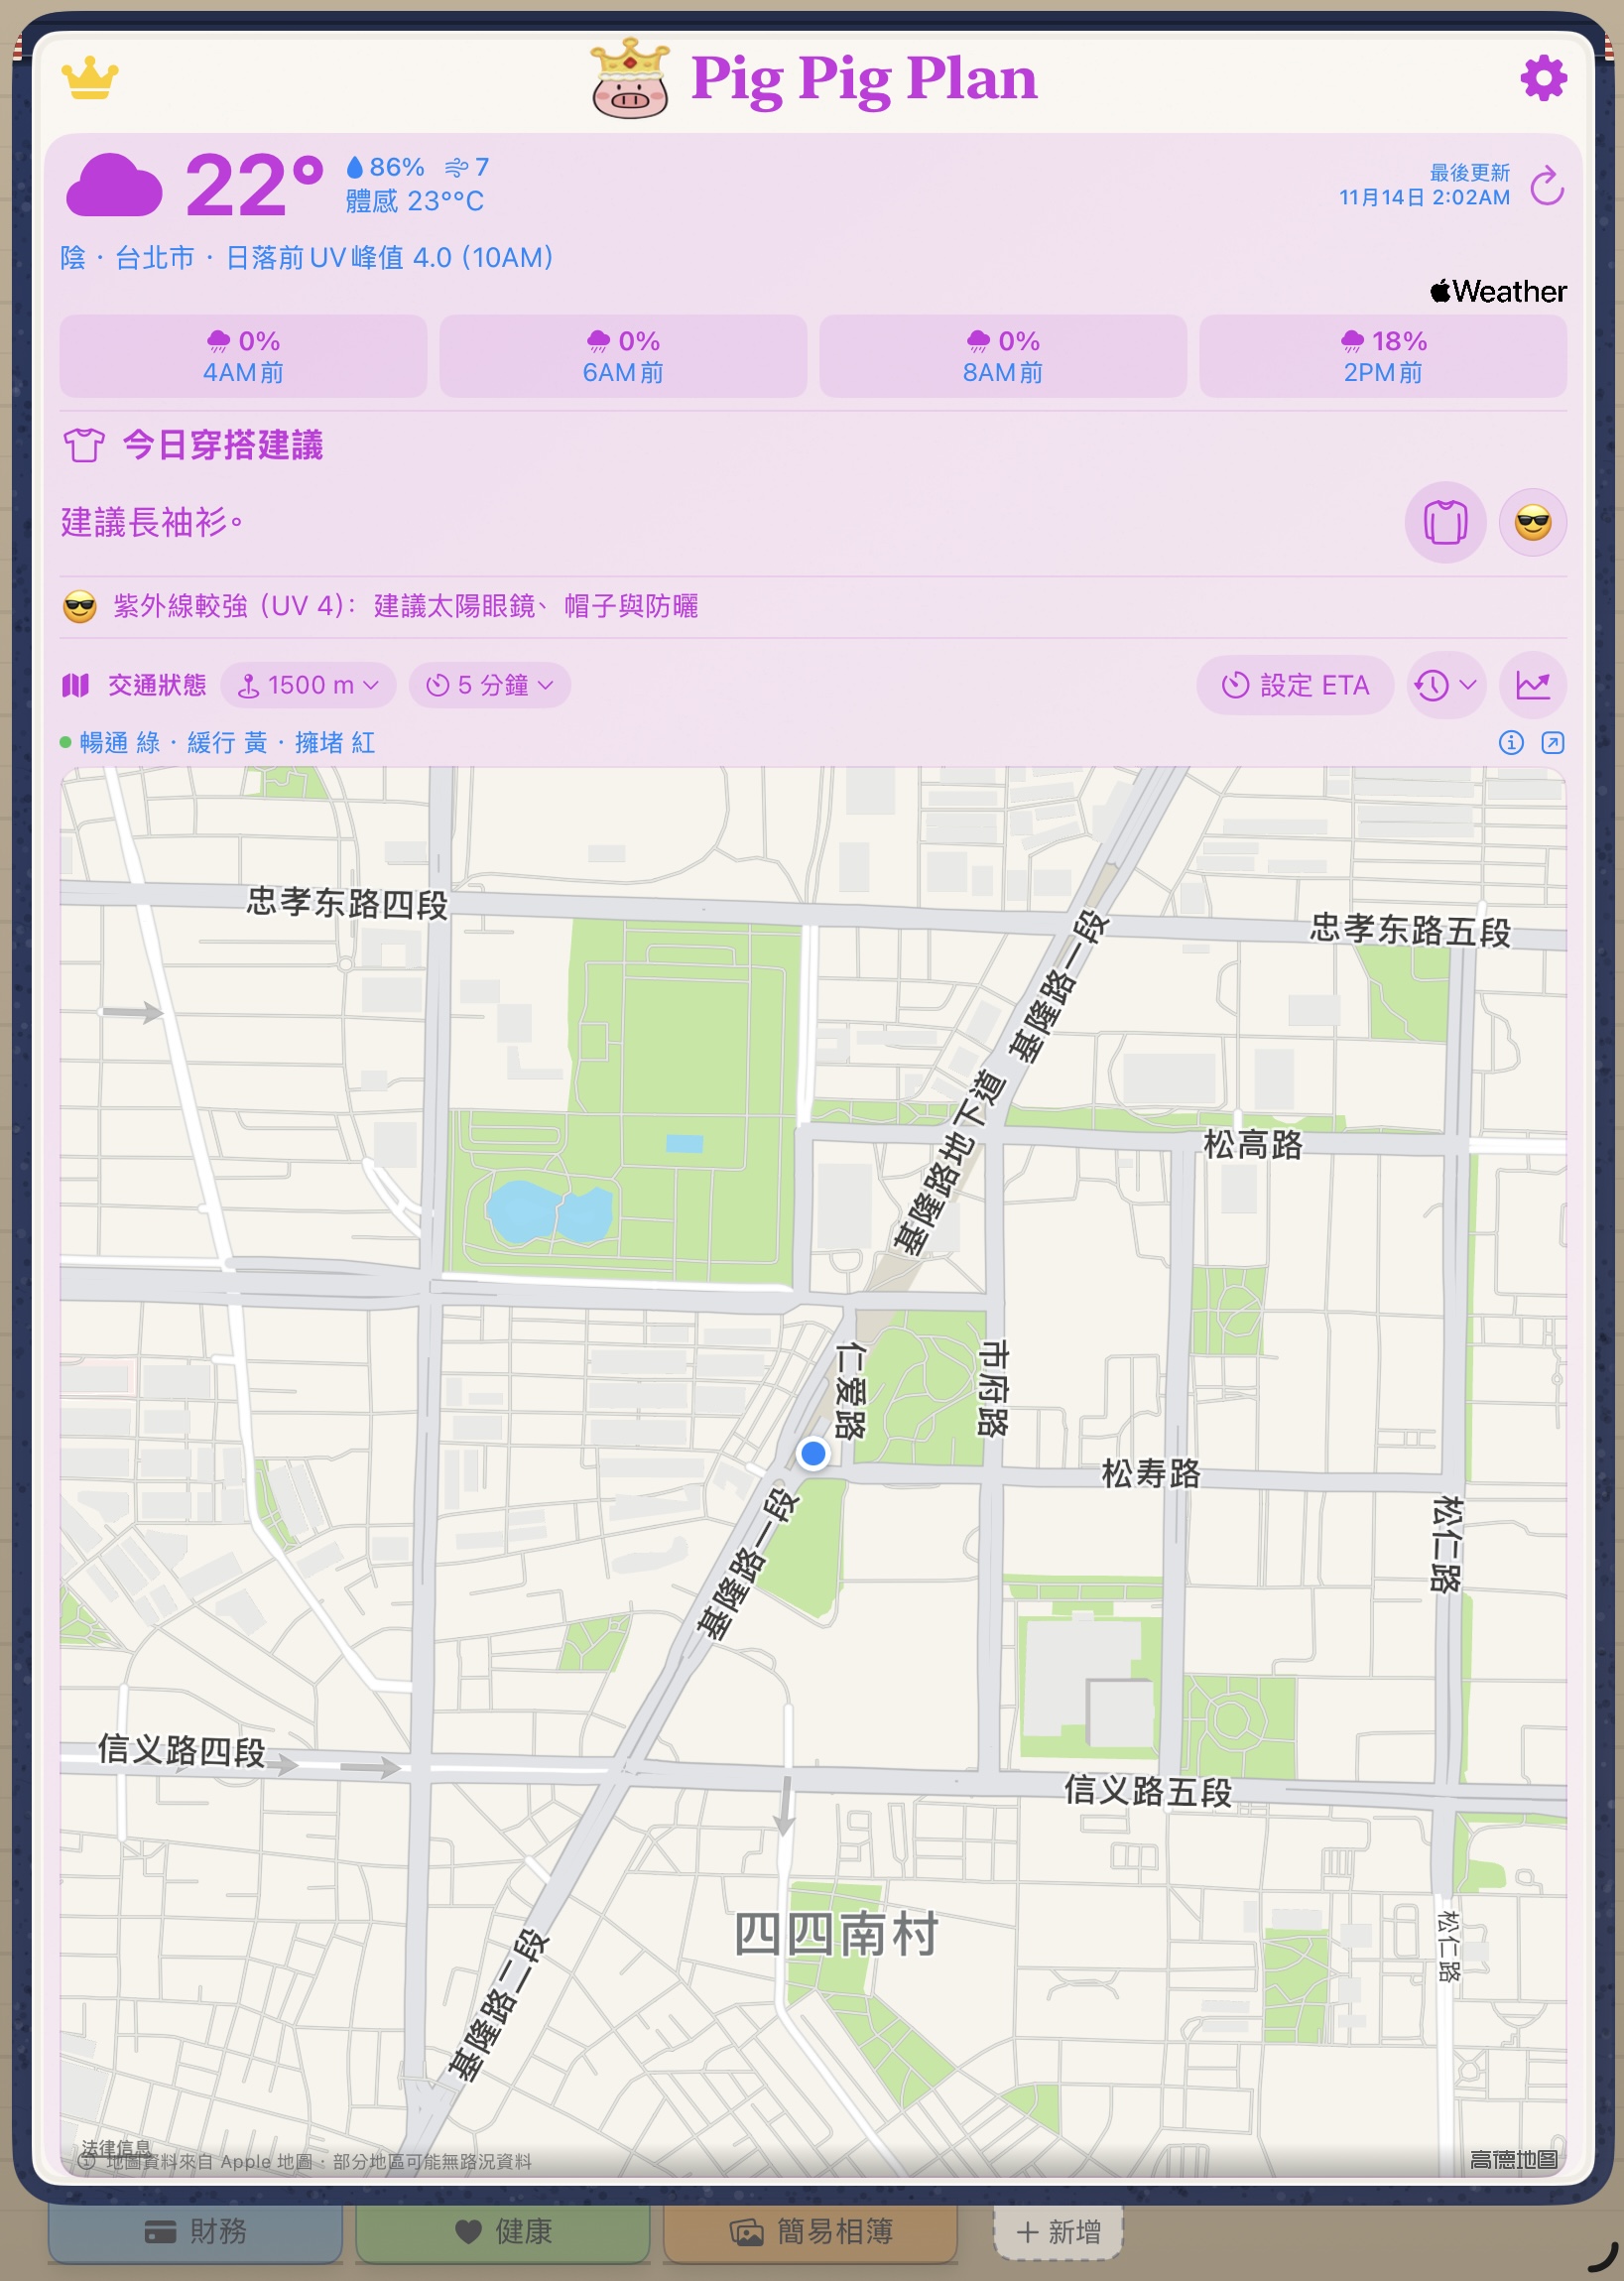 Pig Pig Plan
22°
86% 7
體感 23°°C
最後更新
11月14日 2:02AM
陰・台北市・日落前 UV 峰值 4.0 (10AM)
Weather
0%
4AM前
0%
6AM前
0%
8AM前
18%
2PM前
今日穿搭建議
建議長袖衫。
紫外線較強 (UV 4)：建議太陽眼鏡、帽子與防曬
交通狀態 1500 m 5 分鐘 設定 ETA
暢通 綠・緩行 黃・擁堵 紅
忠孝东路四段
忠孝东路五段
基隆路一段
基隆路地下道
松高路
仁爱路
市府路
松寿路
松仁路
基隆路一段
信义路四段
信义路五段
四四南村
松仁路
基隆路二段
法律信息
地圖資料來自 Apple 地圖・部分地區可能無路況資料
高德地图
財務
健康
簡易相簿
+ 新增